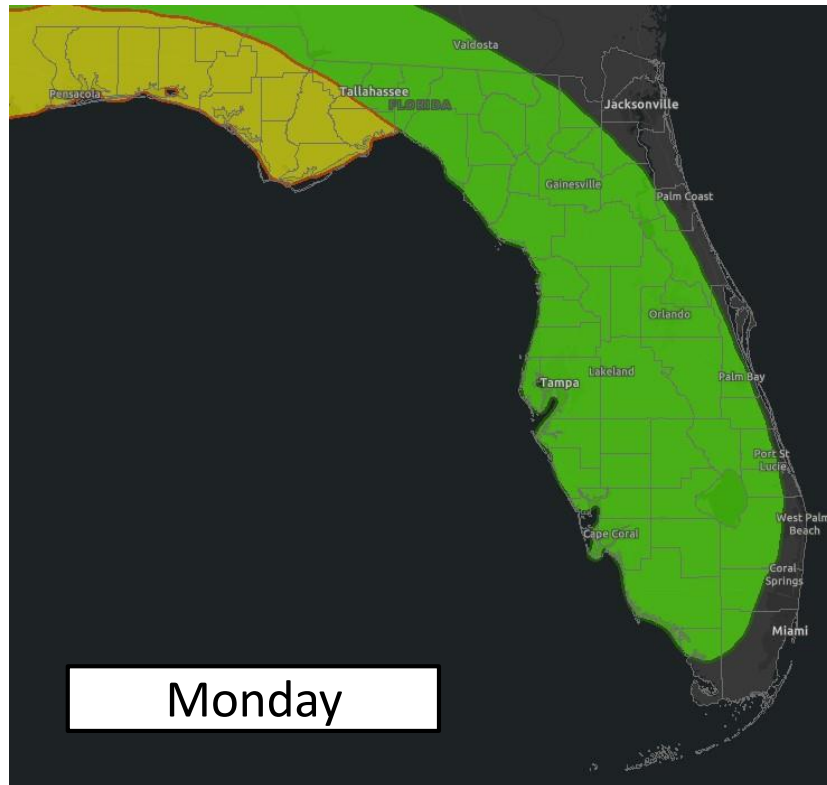 Valdosta
Pensacola
Tallahassee
FLORIDA
Jacksonville
Gainesville
Palm Coast
Orlando
Lakeland
Palm Bay
Tampa
Port St
Lucie
West Palm
Beach
Cape Coral
Coral
Springs
Miami
Monday